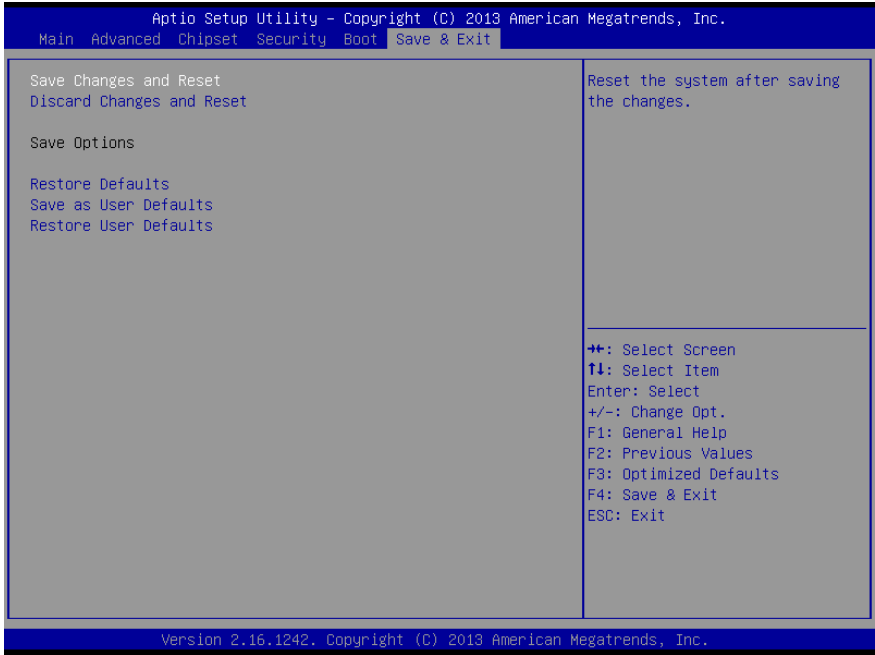 Aptio Setup Utility – Copyright (C) 2013 American Megatrends, Inc.
Main Advanced Chipset Security Boot Save & Exit
Save Changes and Reset
Discard Changes and Reset
Save Options
Restore Defaults
Save as User Defaults
Restore User Defaults
Reset the system after saving
the changes.
→←: Select Screen
↑↓: Select Item
Enter: Select
+/-: Change Opt.
F1: General Help
F2: Previous Values
F3: Optimized Defaults
F4: Save & Exit
ESC: Exit
Version 2.16.1242. Copyright (C) 2013 American Megatrends, Inc.